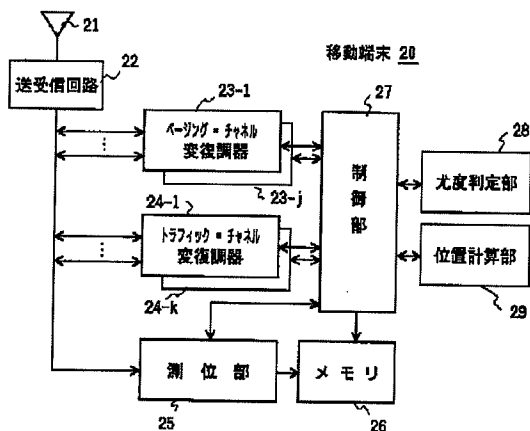 21
22
送受信回路
移動端末 20
23-1
ページング＝チャネル
変復調器
23-j
24-1
トラフィック＝チャネル
変復調器
24-k
27
制御部
28
尤度判定部
位置計算部
29
測位部
25
メモリ
26